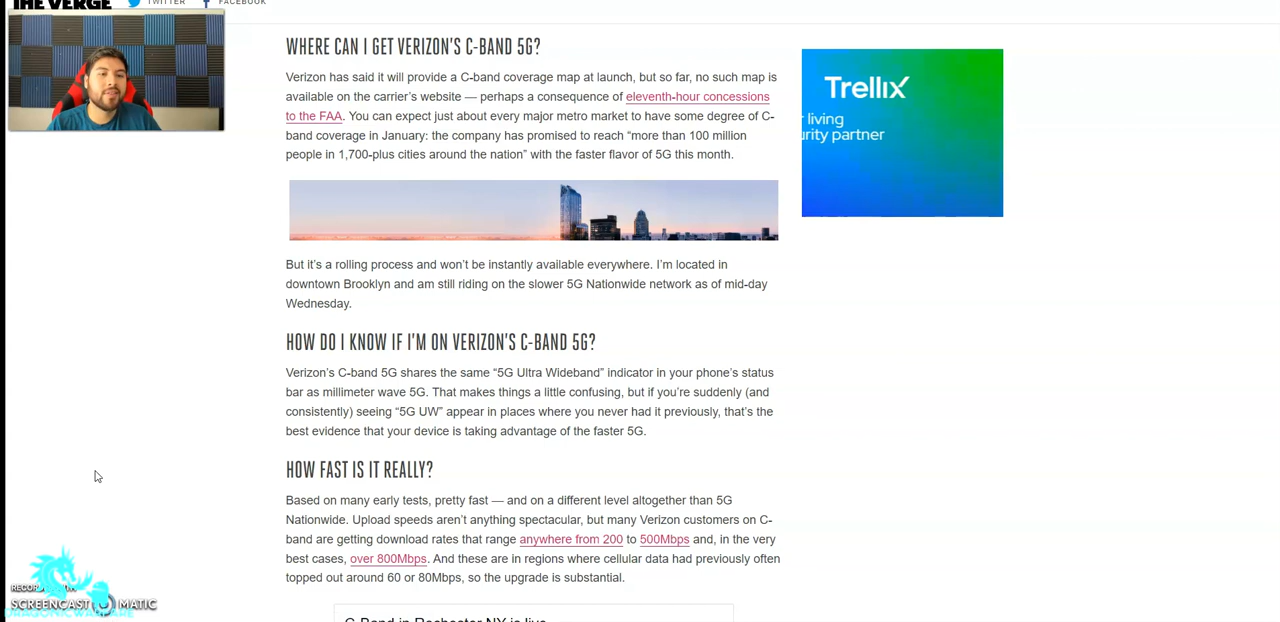 THE VERGE TWITTER FACEBOOK
WHERE CAN I GET VERIZON'S C-BAND 5G?
Verizon has said it will provide a C-band coverage map at launch, but so far, no such map is
available on the carrier's website — perhaps a consequence of eleventh-hour concessions
to the FAA. You can expect just about every major metro market to have some degree of C-
band coverage in January: the company has promised to reach “more than 100 million
people in 1,700-plus cities around the nation” with the faster flavor of 5G this month.
Trellix
living
urity partner
But it's a rolling process and won't be instantly available everywhere. I'm located in
downtown Brooklyn and am still riding on the slower 5G Nationwide network as of mid-day
Wednesday.
HOW DO I KNOW IF I'M ON VERIZON'S C-BAND 5G?
Verizon's C-band 5G shares the same “5G Ultra Wideband” indicator in your phone's status
bar as millimeter wave 5G. That makes things a little confusing, but if you're suddenly (and
consistently) seeing “5G UW” appear in places where you never had it previously, that's the
best evidence that your device is taking advantage of the faster 5G.
HOW FAST IS IT REALLY?
Based on many early tests, pretty fast — and on a different level altogether than 5G
Nationwide. Upload speeds aren't anything spectacular, but many Verizon customers on C-
band are getting download rates that range anywhere from 200 to 500Mbps and, in the very
best cases, over 800Mbps. And these are in regions where cellular data had previously often
topped out around 60 or 80Mbps, so the upgrade is substantial.
C-Band in Rochester NY is live
SCREENCAST MATIC